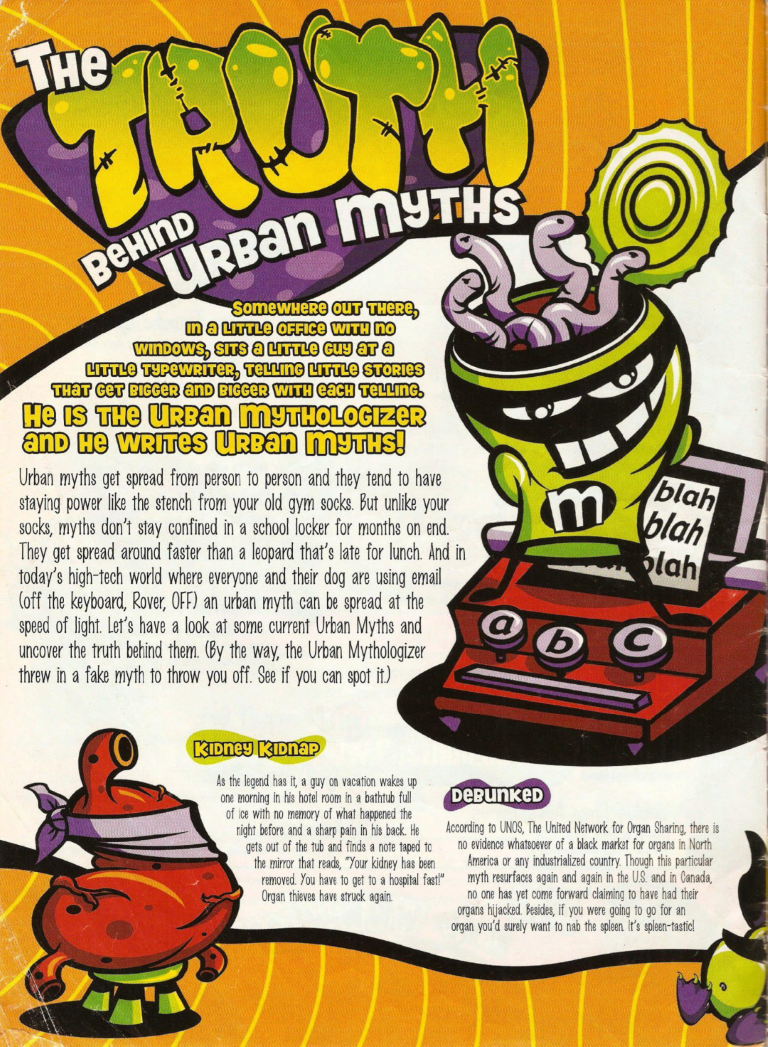 The
TRUTH
Behind
Urban Myths
Somewhere out there,
in a little office with no
windows, sits a little guy at a
little typewriter, telling little stories
that get bigger and bigger with each telling.
He is the Urban Mythologizer
and he writes Urban Myths!
Urban myths get spread from person to person and they tend to have
staying power like the stench from your old gym socks. But unlike your
socks, myths don't stay confined in a school locker for months on end.
They get spread around faster than a leopard that's late for lunch. And in
today's high-tech world where everyone and their dog are using email
(off the keyboard, Rover, OFF) an urban myth can be spread at the
speed of light. Let's have a look at some current Urban Myths and
uncover the truth behind them. (By the way, the Urban Mythologizer
threw in a fake myth to throw you off. See if you can spot it.)
m
blah
blah
blah
a b c
Kidney Kidnap
As the legend has it, a guy on vacation wakes up
one morning in his hotel room in a bathtub full
of ice with no memory of what happened the
night before and a sharp pain in his back. He
gets out of the tub and finds a note taped to
the mirror that reads, "Your kidney has been
removed. You have to get to a hospital fast!"
Organ thieves have struck again.
Debunked
According to UNOS, The United Network for Organ Sharing, there is
no evidence whatsoever of a black market for organs in North
America or any industrialized country. Though this particular
myth resurfaces again and again in the U.S. and in Canada,
no one has yet come forward claiming to have had their
organs hijacked. Besides, if you were going to go for an
organ you'd surely want to nab the spleen. It's spleen-tastic!